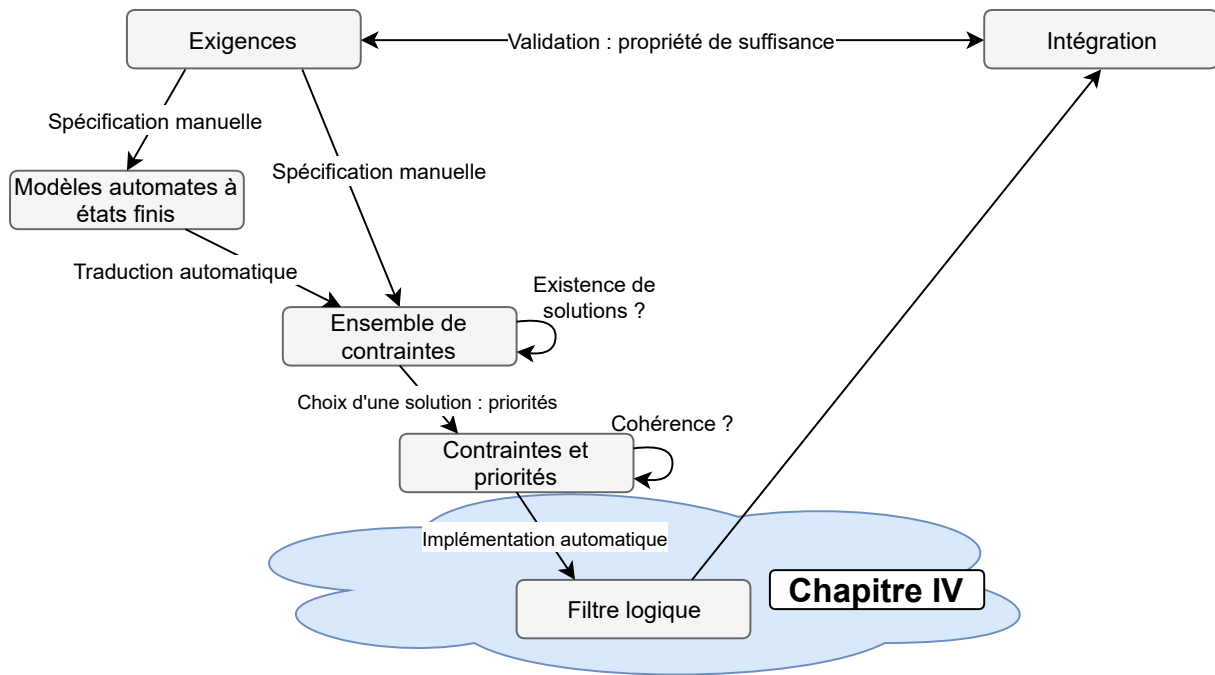 Exigences
Validation : propriété de suffisance
Intégration
Spécification manuelle
Spécification manuelle
Modèles automates à
états finis
Traduction automatique
Existence de
solutions ?
Ensemble de
contraintes
Choix d'une solution : priorités
Cohérence ?
Contraintes et
priorités
Implémentation automatique
Chapitre IV
Filtre logique